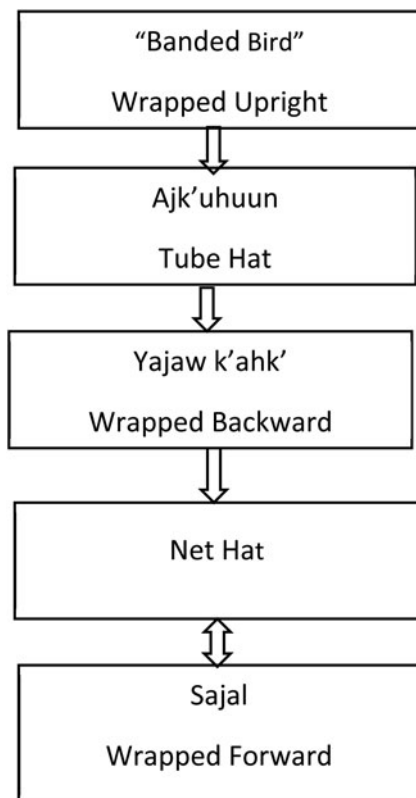 “Banded Bird”
Wrapped Upright
Ajk’uhuun
Tube Hat
Yajaw k’ahk’
Wrapped Backward
Net Hat
Sajal
Wrapped Forward